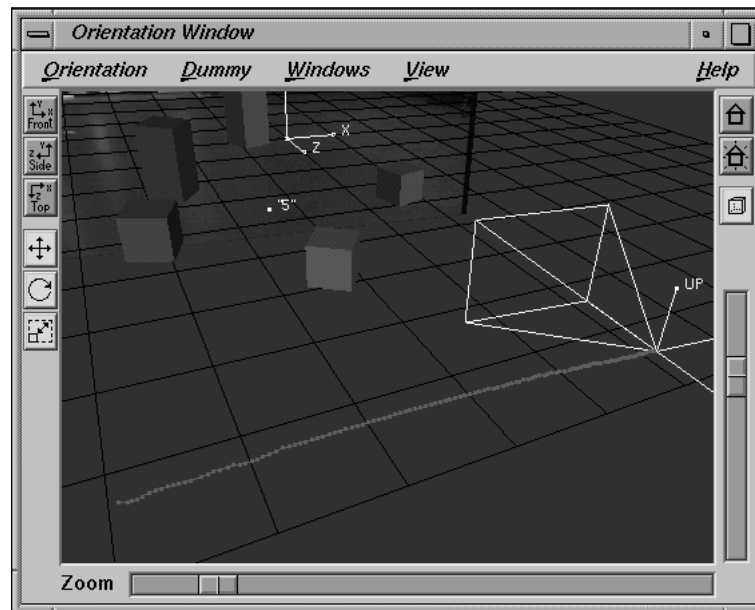 Orientation Window
Orientation Dummy Windows View Help
Y X
Front
Z Y
Side
X
Z
Top
X
Z
"5"
UP
Zoom